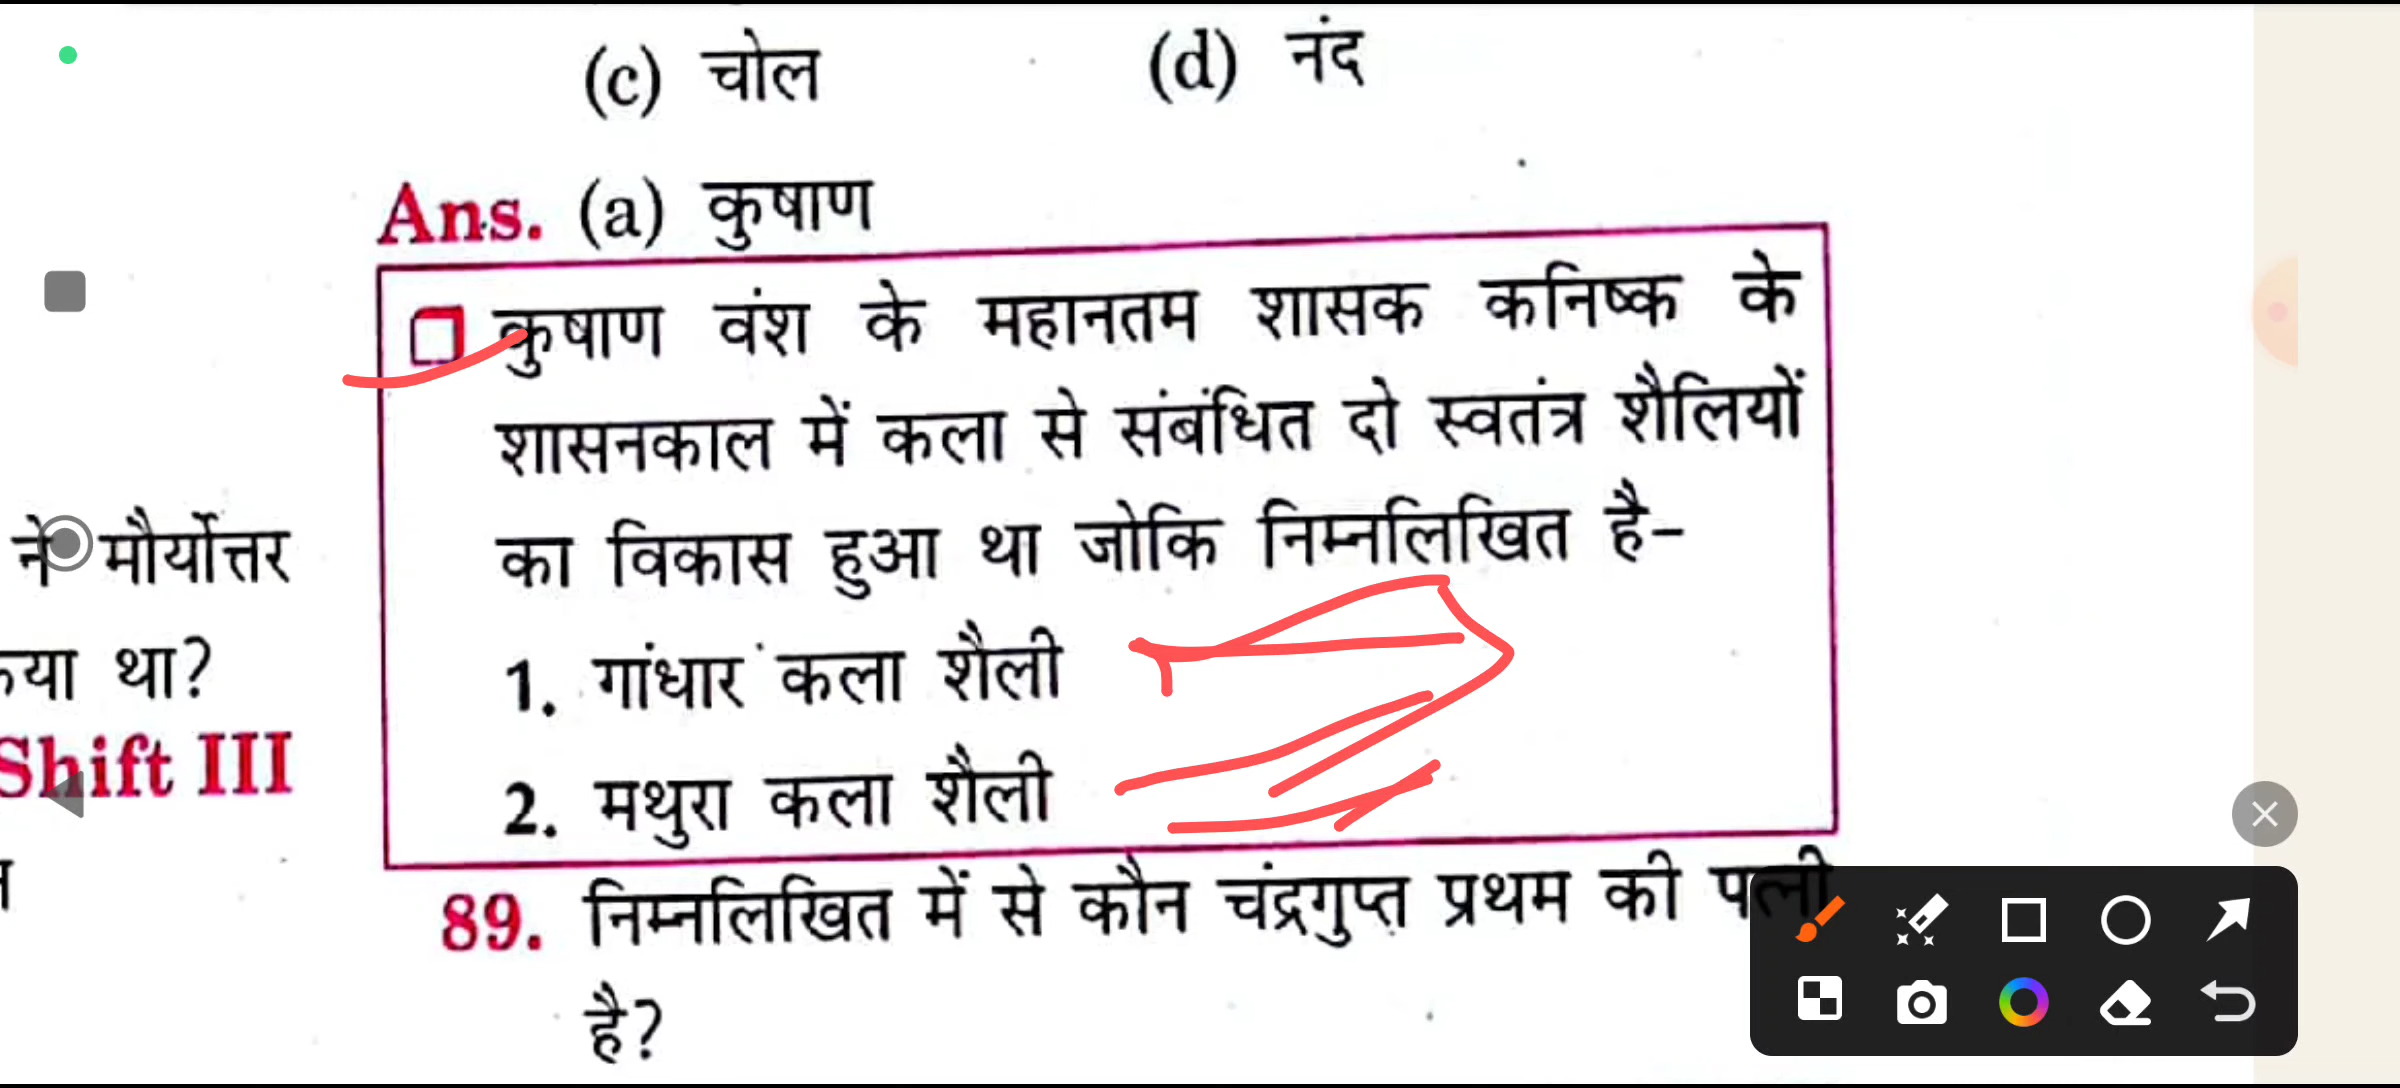 (c) चोल (d) नंद
Ans. (a) कुषाण
कुषाण वंश के महानतम शासक कनिष्क के
शासनकाल में कला से संबंधित दो स्वतंत्र शैलियों
का विकास हुआ था जोकि निम्नलिखित है-
1. गांधार कला शैली
2. मथुरा कला शैली
89. निम्नलिखित में से कौन चंद्रगुप्त प्रथम की पत्नी
है?
ने मौर्योत्तर
था?
Shift III